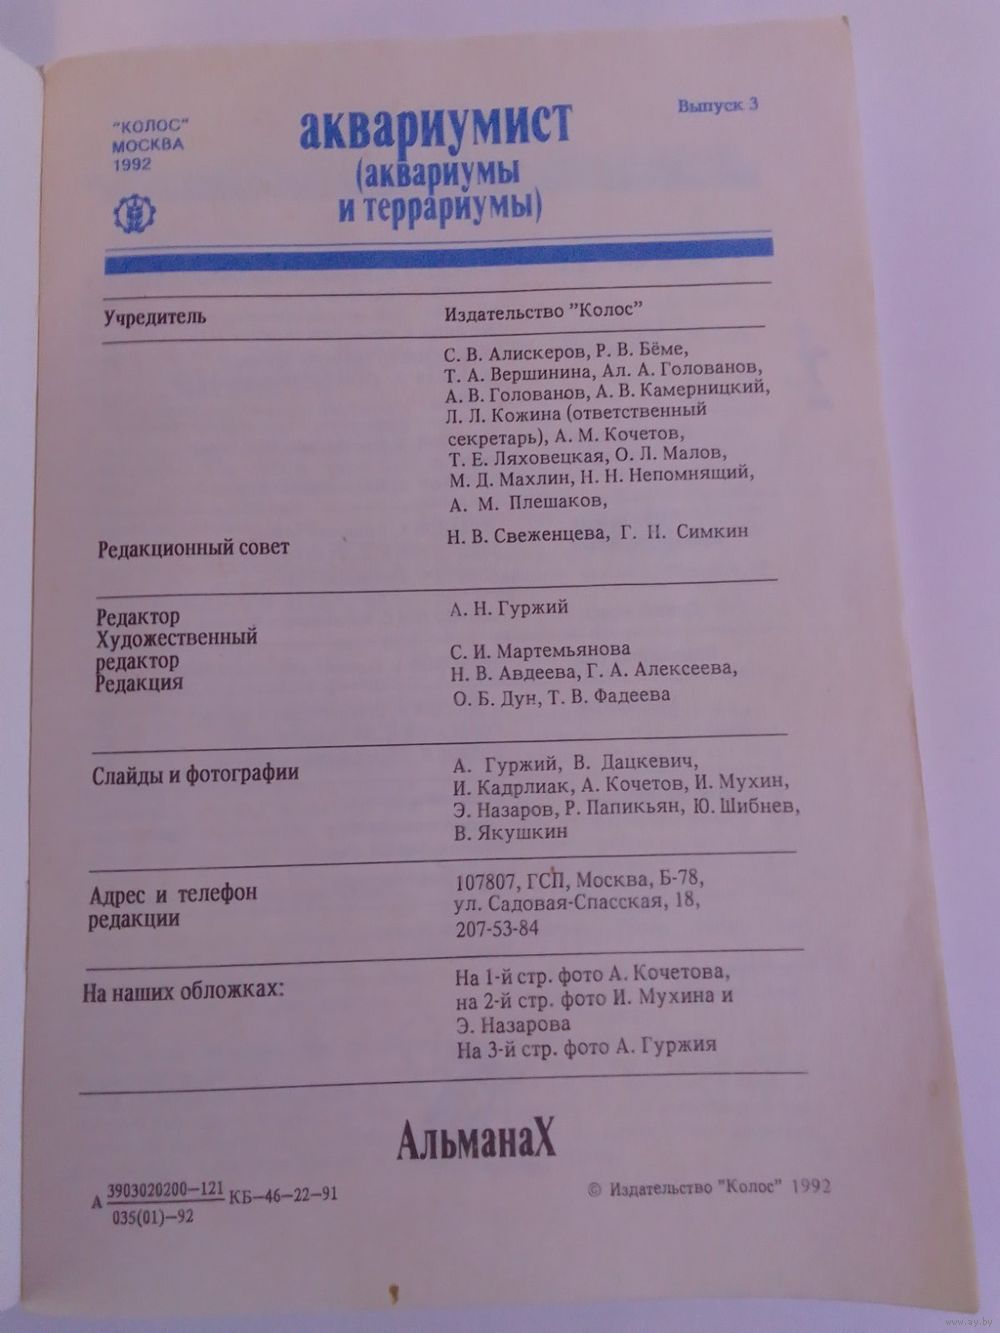 "КОЛОС"
МОСКВА
1992
аквариумист
(аквариумы
и террариумы)
Выпуск 3
Учредитель
Издательство "Колос"
С. В. Алискеров, Р. В. Бёме,
Т. А. Вершинина, Ал. А. Голованов,
А. В. Голованов, А. В. Камерницкий,
Л. Л. Кожина (ответственный
секретарь), А. М. Кочетов,
Т. Е. Ляховецкая, О. Л. Малов,
М. Д. Махлин, Н. Н. Непомнящий,
А. М. Плешаков,
Редакционный совет
Н. В. Свеженцева, Г. Н. Симкин
Редактор
А. Н. Гуржий
Художественный
редактор
С. И. Мартемьянова
Редакция
Н. В. Авдеева, Г. А. Алексеева,
О. Б. Дун, Т. В. Фадеева
Слайды и фотографии
А. Гуржий, В. Дацкевич,
И. Кадрлиак, А. Кочетов, И. Мухин,
Э. Назаров, Р. Папикьян, Ю. Шибнев,
В. Якушкин
Адрес и телефон
редакции
107807, ГСП, Москва, Б-78,
ул. Садовая-Спасская, 18,
207-53-84
На наших обложках:
На 1-й стр. фото А. Кочетова,
на 2-й стр. фото И. Мухина и
Э. Назарова
На 3-й стр. фото А. Гуржия
АльманаХ
А 3903020200—121 КБ—46—22—91
035(01)—92
© Издательство "Колос" 1992
www.ay.by